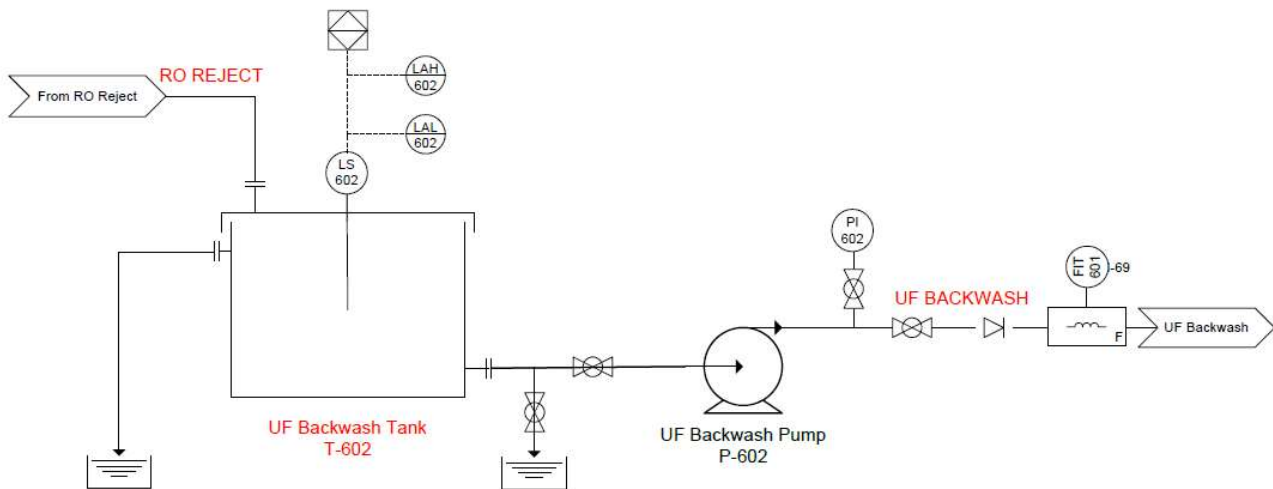 RO REJECT
From RO Reject
LAH
602
LAL
602
LS
602
PI
602
FIT
601
-69
UF BACKWASH
F
UF Backwash
UF Backwash Tank
T-602
UF Backwash Pump
P-602